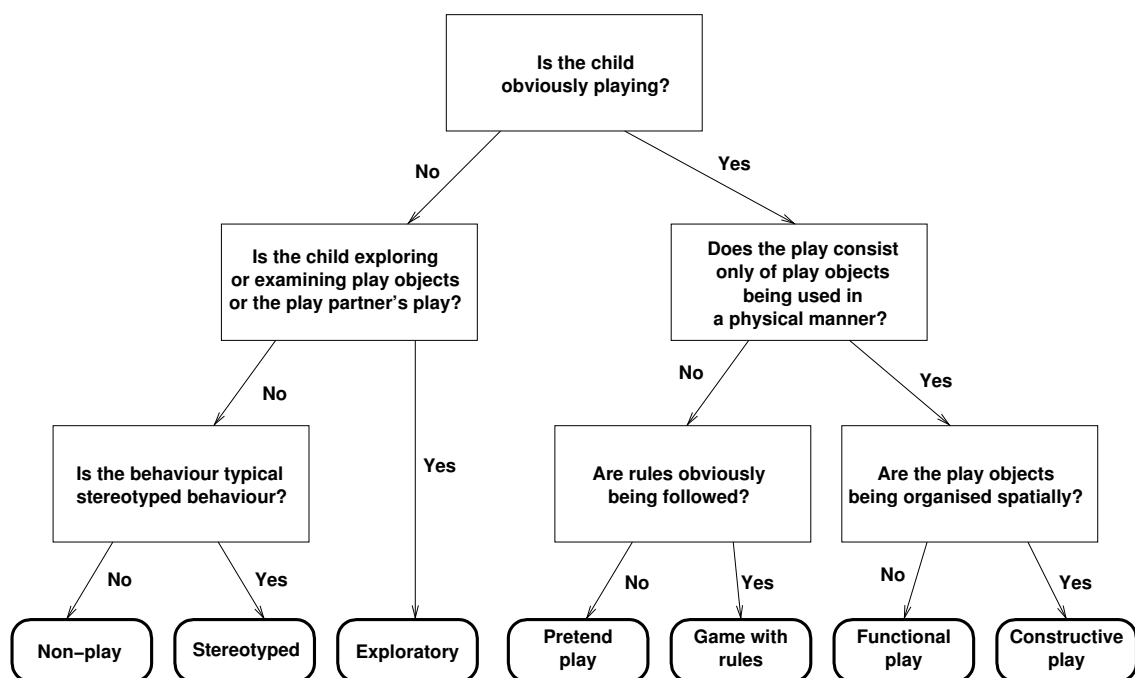 Is the child
obviously playing?
No
Yes
Is the child exploring
or examining play objects
or the play partner's play?
Does the play consist
only of play objects
being used in
a physical manner?
No
Yes
No
Yes
Is the behaviour typical
stereotyped behaviour?
Are rules obviously
being followed?
Are the play objects
being organised spatially?
No
Yes
No
Yes
No
Yes
Non−play
Stereotyped
Exploratory
Pretend
play
Game with
rules
Functional
play
Constructive
play